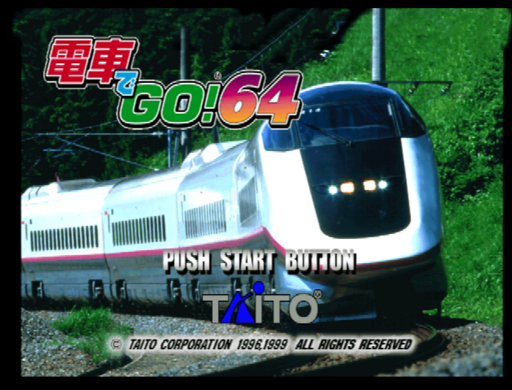 電車でGO!64
PUSH START BUTTON
TAITO®
© TAITO CORPORATION 1996,1999 ALL RIGHTS RESERVED